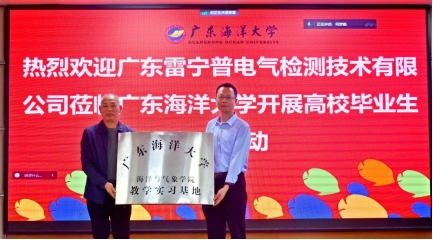 广东海洋大学
GUANGDONG OCEAN UNIVERSITY
热烈欢迎广东雷宁普电气检测技术有限
公司莅临广东海洋大学开展高校毕业生
动
广东海洋大学
海洋与气象学院
教学实习基地